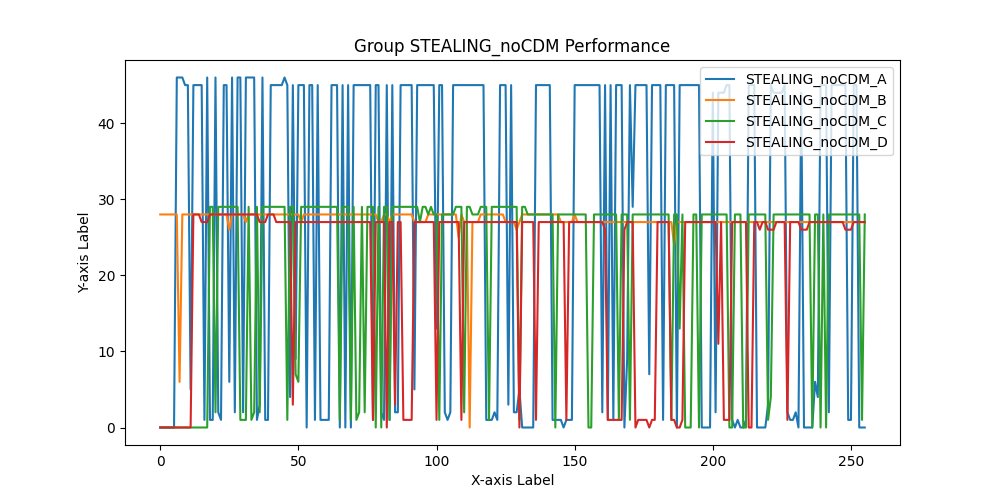 Group STEALING_noCDM Performance
STEALING_noCDM_A
STEALING_noCDM_B
STEALING_noCDM_C
STEALING_noCDM_D
Y-axis Label
40
30
20
10
0
0 50 100 150 200 250
X-axis Label